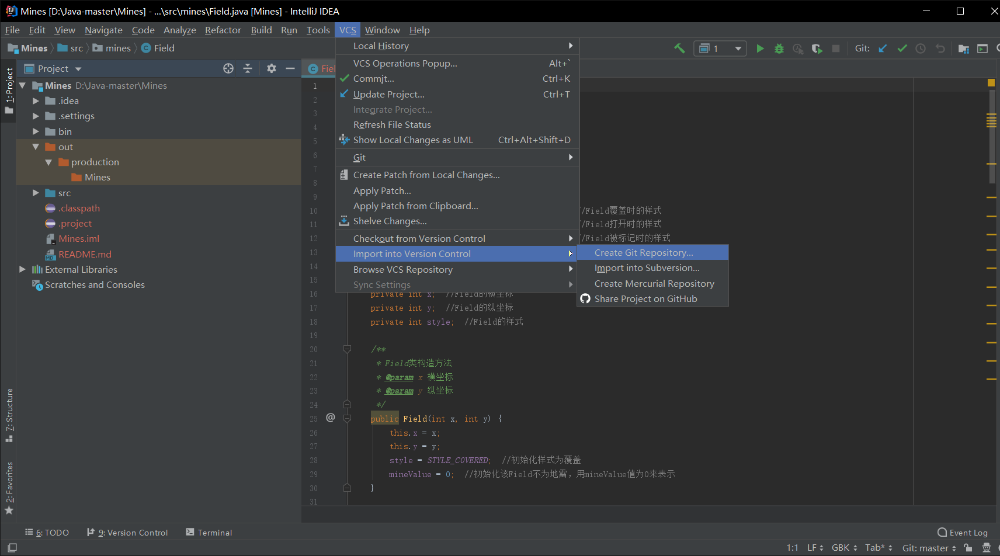 Mines [D:\Java-master\Mines] - ...\src\mines\Field.java [Mines] - IntelliJ IDEA
File Edit View Navigate Code Analyze Refactor Build Run Tools VCS Window Help
Mines src mines Field
1
Git:
1: Project
Project
Mines D:\Java-master\Mines
.idea
.settings
bin
out
production
Mines
src
.classpath
.project
Mines.iml
README.md
External Libraries
Scratches and Consoles
Local History
VCS Operations Popup... Alt+`
Commit... Ctrl+K
Update Project... Ctrl+T
Integrate Project...
Refresh File Status
Show Local Changes as UML Ctrl+Alt+Shift+D
Git
Create Patch from Local Changes...
Apply Patch...
Apply Patch from Clipboard...
Shelve Changes...
Checkout from Version Control
Import into Version Control
Browse VCS Repository
Sync Settings
Create Git Repository...
Import into Subversion...
Create Mercurial Repository
Share Project on GitHub
Fiel
1
2
3
4
5
6
7
8
9
10 /Field覆盖时的样式
11 /Field打开时的样式
12 /Field被标记时的样式
13
14
15
16 private int x; //Field的横坐标
17 private int y; //Field的纵坐标
18 private int style; //Field的样式
19
20 /**
21 * Field类构造方法
22 * @param x 横坐标
23 * @param y 纵坐标
24 */
25 @ public Field(int x, int y) {
26 this.x = x;
27 this.y = y;
28 style = STYLE_COVERED; //初始化样式为覆盖
29 mineValue = 0; //初始化该Field不为地雷，用mineValue值为0来表示
30 }
31
7: Structure
2: Favorites
6: TODO 9: Version Control Terminal Event Log
1:1 LF GBK Tab* Git: master